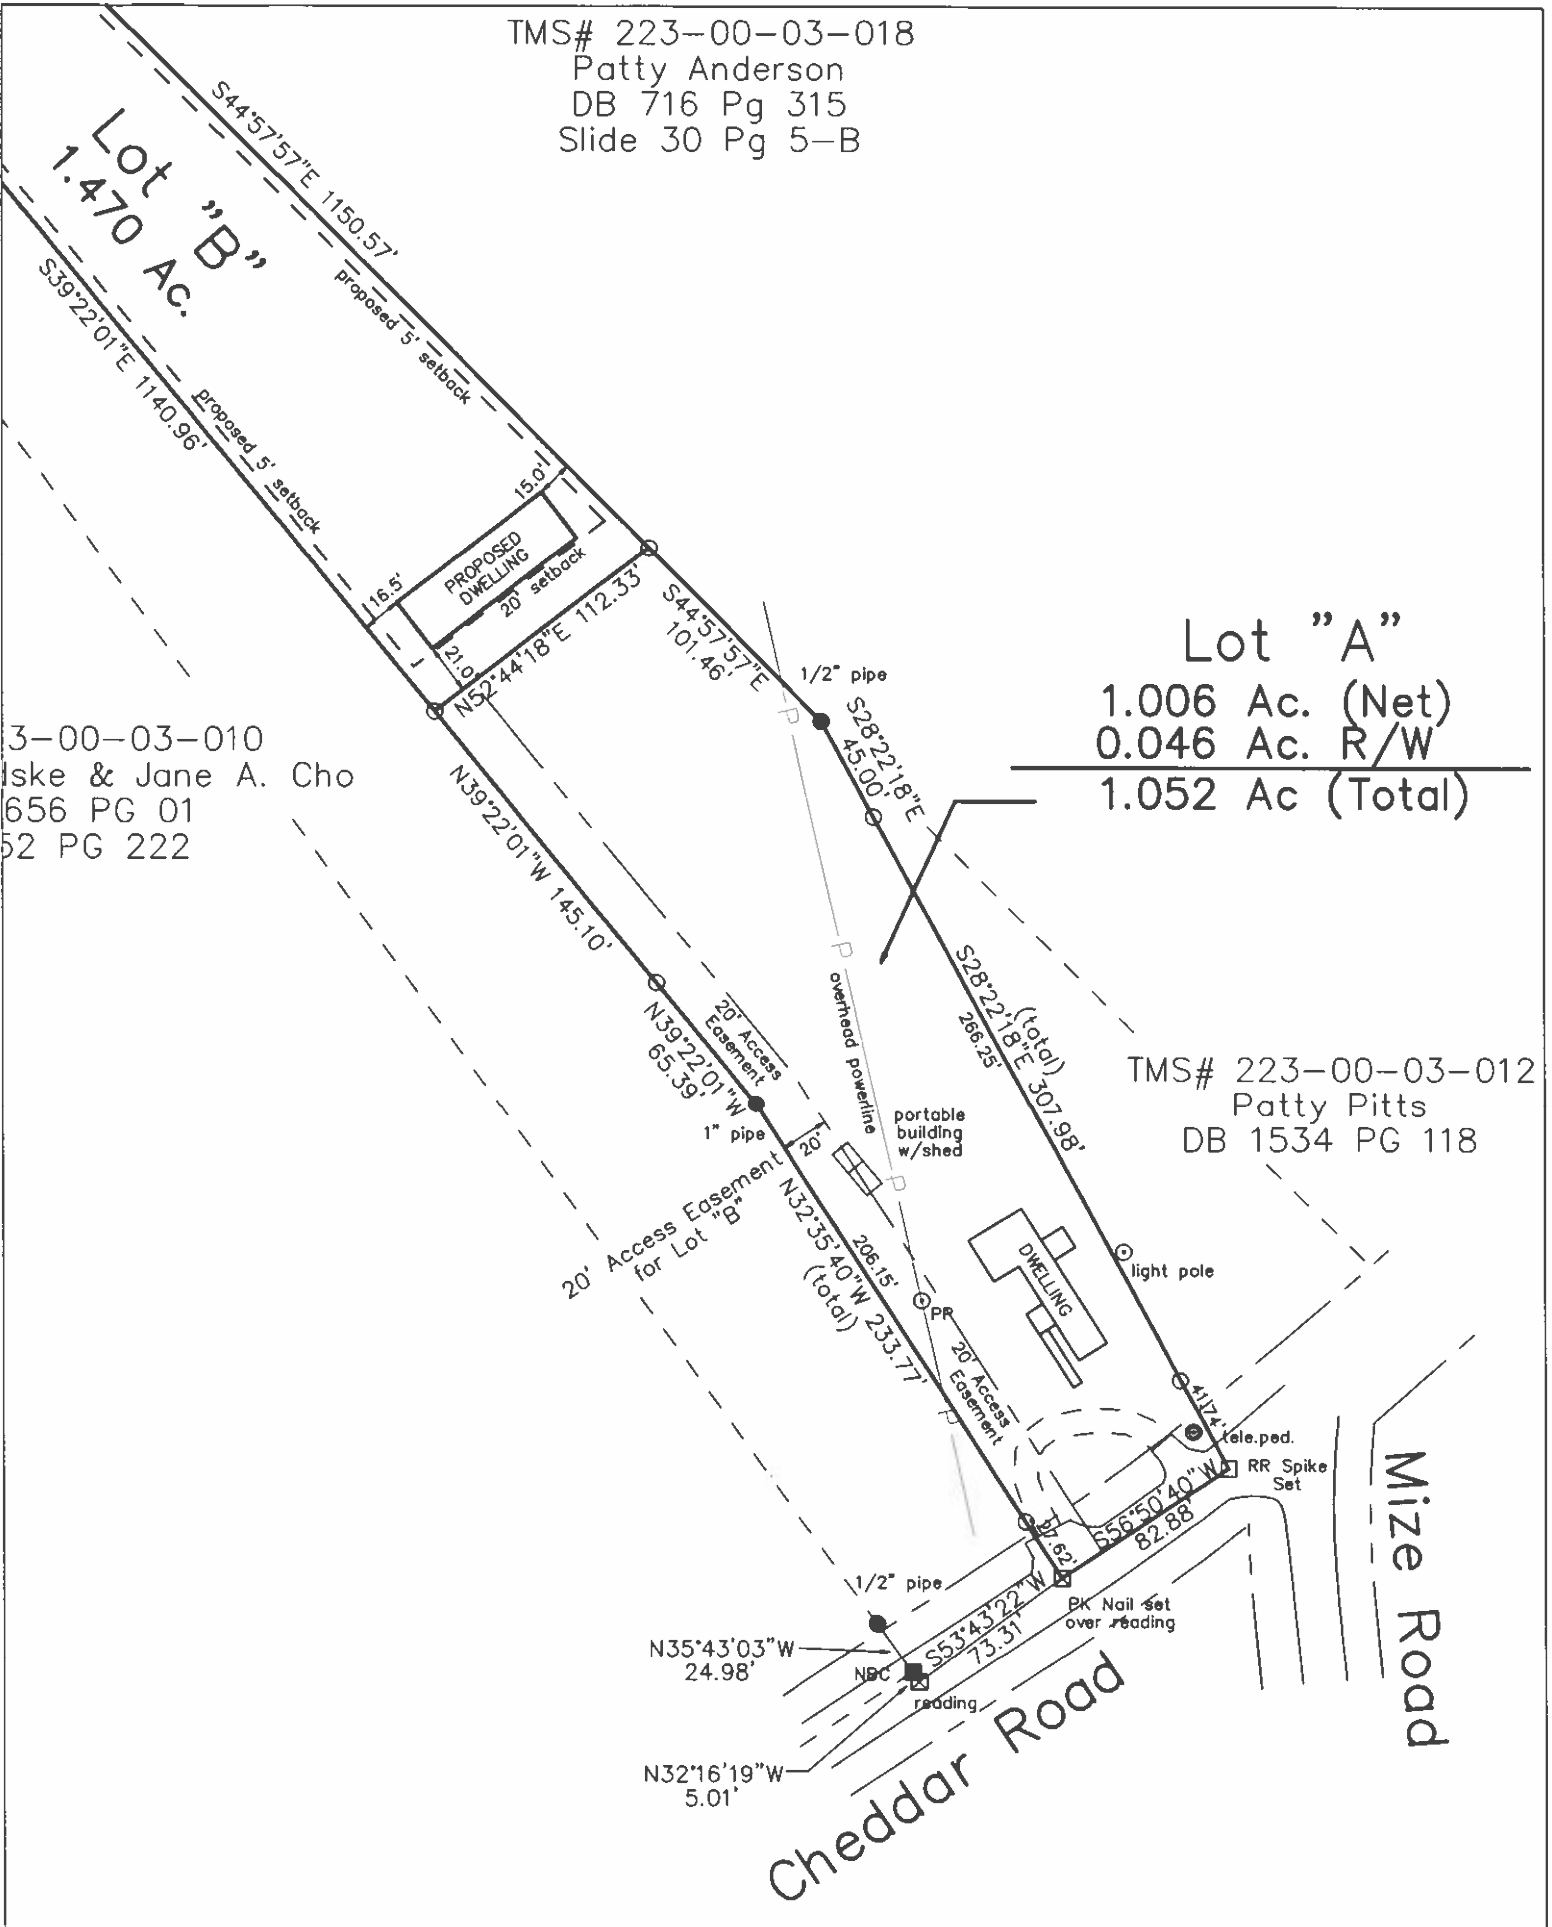 TMS# 223-00-03-018
Patty Anderson
DB 716 Pg 315
Slide 30 Pg 5-B
S44°57'57"E 1150.57'
Lot "B"
1.470 Ac.
proposed 5' setback
S39°22'01"E 1140.96'
proposed 5' setback
15.0'
PROPOSED
DWELLING
20' setback
16.5'
21.0'
N52°44'18"E 112.33'
S44°57'57"E
101.46'
1/2" pipe
Lot "A"
1.006 Ac. (Net)
0.046 Ac. R/W
1.052 Ac (Total)
S28°22'18"E
45.00'
3-00-03-010
iske & Jane A. Cho
656 PG 01
52 PG 222
N39°22'01"W 145.10'
P
P
overhead powerline
S28°22'18"E 307.98'
(total)
266.25'
20' Access
Easement
N39°22'01"W
65.39'
TMS# 223-00-03-012
Patty Pitts
DB 1534 PG 118
1" pipe
20'
portable
building
w/shed
P
20' Access Easement
for Lot "B"
N32°35'40"W 233.77'
(total)
206.15'
DWELLING
light pole
PP
20' Access
Easement
P
41.74'
tele.ped.
RR Spike
Set
S56°50'40"W
82.88'
27.62'
Mize Road
1/2" pipe
PK Nail set
over reading
S53°43'22"W
73.31'
N35°43'03"W
24.98'
NBC
reading
N32°16'19"W
5.01'
Cheddar Road